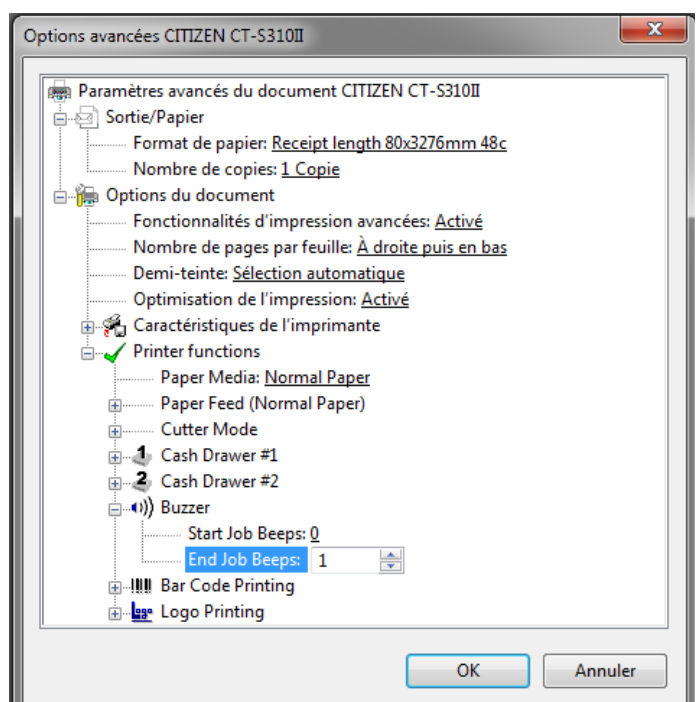 Options avancées CITIZEN CT-S310II
Paramètres avancés du document CITIZEN CT-S310II
Sortie/Papier
Format de papier: Receipt length 80x3276mm 48c
Nombre de copies: 1 Copie
Options du document
Fonctionnalités d'impression avancées: Activé
Nombre de pages par feuille: À droite puis en bas
Demi-teinte: Sélection automatique
Optimisation de l'impression: Activé
Caractéristiques de l'imprimante
Printer functions
Paper Media: Normal Paper
Paper Feed (Normal Paper)
Cutter Mode
1 Cash Drawer #1
2 Cash Drawer #2
Buzzer
Start Job Beeps: 0
End Job Beeps: 1
Bar Code Printing
Logo Logo Printing
OK Annuler